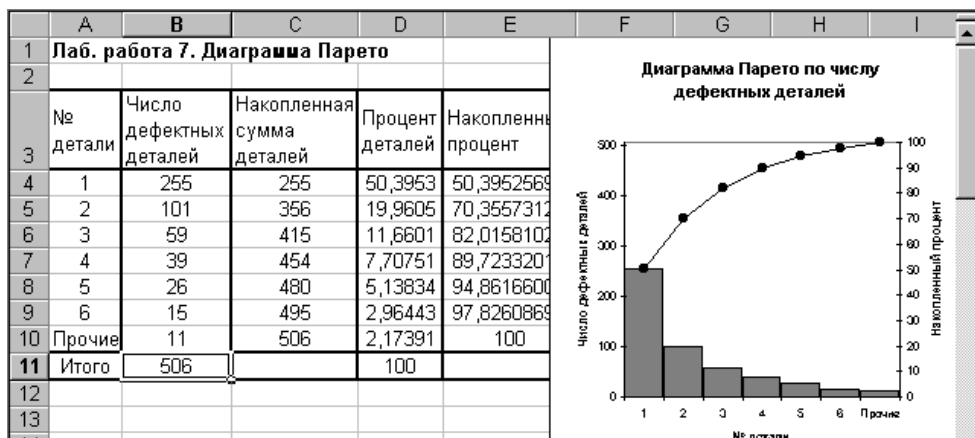 A B C D E F G H I
1 Лаб. работа 7. Диаграмма Парето
2
3 № детали Число дефектных деталей Накопленная сумма деталей Процент деталей Накопленны процент
4 1 255 255 50,3953 50,3952569
5 2 101 356 19,9605 70,3557312
6 3 59 415 11,6601 82,0158102
7 4 39 454 7,70751 89,7233201
8 5 26 480 5,13834 94,8616600
9 6 15 495 2,96443 97,8260869
10 Прочие 11 506 2,17391 100
11 Итого 506 100
12
13
Диаграмма Парето по числу
дефектных деталей
Число дефектных деталей
500
400
300
200
100
0
100
90
80
70
60
50
40
30
20
10
0
Накопленный процент
1 2 3 4 5 6 Прочие
№ детали